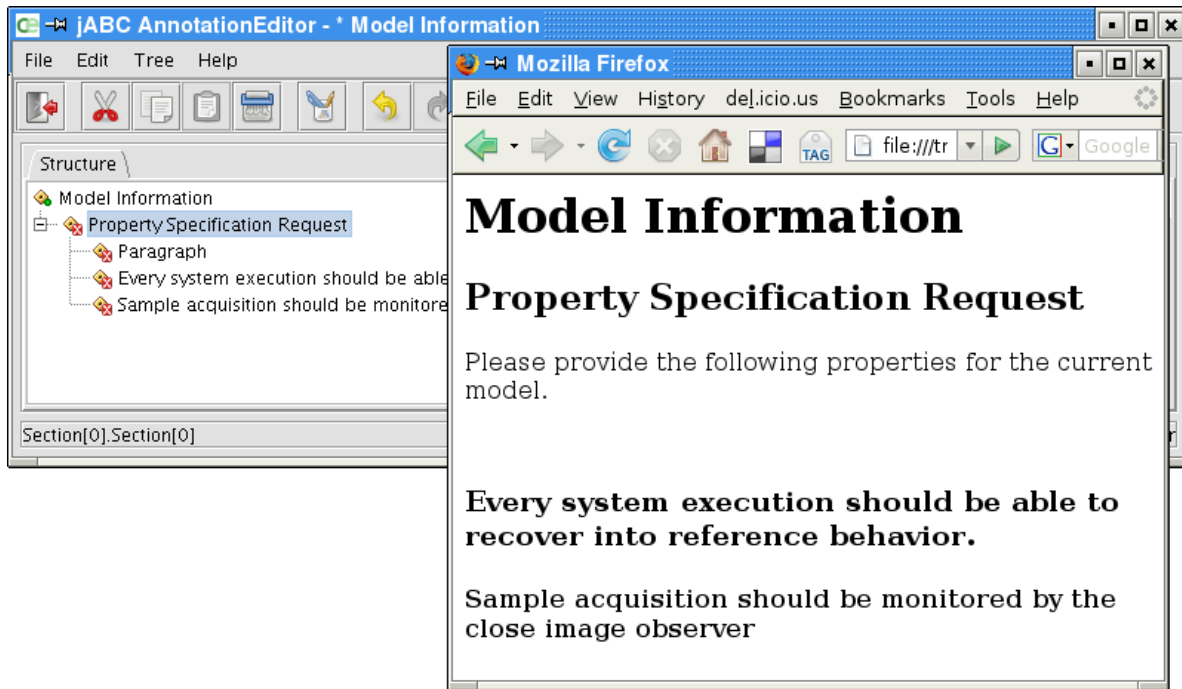 jABC AnnotationEditor - * Model Information
File Edit Tree Help
Structure
Model Information
Property Specification Request
Paragraph
Every system execution should be able
Sample acquisition should be monitore
Section[0].Section[0]
Mozilla Firefox
File Edit View History del.icio.us Bookmarks Tools Help
TAG file:///tr G Google
Model Information
Property Specification Request
Please provide the following properties for the current
model.
Every system execution should be able to
recover into reference behavior.
Sample acquisition should be monitored by the
close image observer